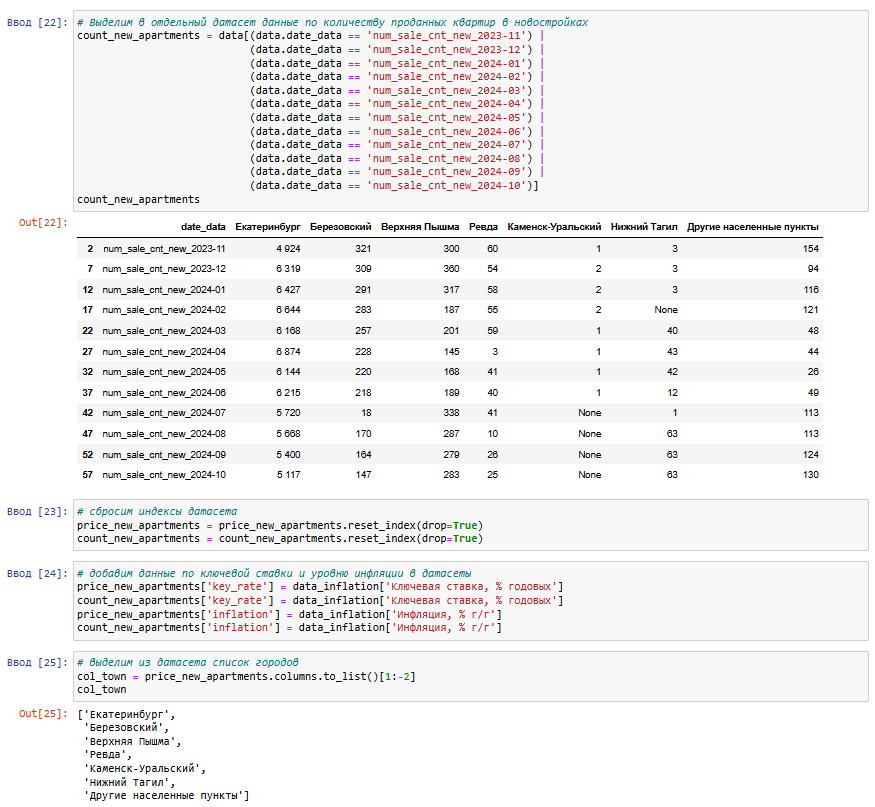 Ввод [22]: # Выделим в отдельный датасет данные по количеству проданных квартир в новостройках
count_new_apartments = data[(data.date_data == 'num_sale_cnt_new_2023-11') |
(data.date_data == 'num_sale_cnt_new_2023-12') |
(data.date_data == 'num_sale_cnt_new_2024-01') |
(data.date_data == 'num_sale_cnt_new_2024-02') |
(data.date_data == 'num_sale_cnt_new_2024-03') |
(data.date_data == 'num_sale_cnt_new_2024-04') |
(data.date_data == 'num_sale_cnt_new_2024-05') |
(data.date_data == 'num_sale_cnt_new_2024-06') |
(data.date_data == 'num_sale_cnt_new_2024-07') |
(data.date_data == 'num_sale_cnt_new_2024-08') |
(data.date_data == 'num_sale_cnt_new_2024-09') |
(data.date_data == 'num_sale_cnt_new_2024-10')]
count_new_apartments
Out[22]:
date_data Екатеринбург Березовский Верхняя Пышма Ревда Каменск-Уральский Нижний Тагил Другие населенные пункты
2 num_sale_cnt_new_2023-11 4 924 321 300 60 1 3 154
7 num_sale_cnt_new_2023-12 6 319 309 360 54 2 3 94
12 num_sale_cnt_new_2024-01 6 427 291 317 58 2 3 116
17 num_sale_cnt_new_2024-02 6 644 283 187 55 2 None 121
22 num_sale_cnt_new_2024-03 6 168 257 201 59 1 40 48
27 num_sale_cnt_new_2024-04 6 874 228 145 3 1 43 44
32 num_sale_cnt_new_2024-05 6 144 220 168 41 1 42 26
37 num_sale_cnt_new_2024-06 6 215 218 189 40 1 12 49
42 num_sale_cnt_new_2024-07 5 720 18 338 41 None 1 113
47 num_sale_cnt_new_2024-08 5 668 170 287 10 None 63 113
52 num_sale_cnt_new_2024-09 5 400 164 279 26 None 63 124
57 num_sale_cnt_new_2024-10 5 117 147 283 25 None 63 130
Ввод [23]: # сбросим индексы датасета
price_new_apartments = price_new_apartments.reset_index(drop=True)
count_new_apartments = count_new_apartments.reset_index(drop=True)
Ввод [24]: # добавим данные по ключевой ставки и уровню инфляции в датасеты
price_new_apartments['key_rate'] = data_inflation['Ключевая ставка, % годовых']
count_new_apartments['key_rate'] = data_inflation['Ключевая ставка, % годовых']
price_new_apartments['inflation'] = data_inflation['Инфляция, % г/г']
count_new_apartments['inflation'] = data_inflation['Инфляция, % г/г']
Ввод [25]: # выделим из датасета список городов
col_town = price_new_apartments.columns.to_list()[1:-2]
col_town
Out[25]: ['Екатеринбург',
'Березовский',
'Верхняя Пышма',
'Ревда',
'Каменск-Уральский',
'Нижний Тагил',
'Другие населенные пункты']